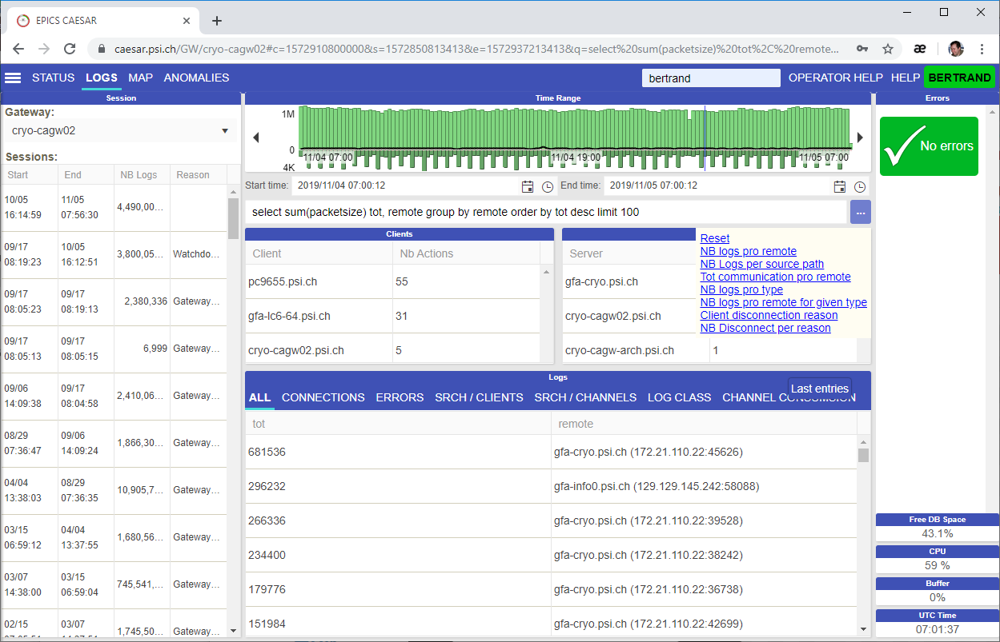 EPICS CAESAR
caesar.psi.ch/GW/cryo-cagw02#c=1572910800000&s=1572850813413&e=1572937213413&q=select%20sum(packetsize)%20tot%2C%20remote...
æ
STATUS LOGS MAP ANOMALIES bertrand OPERATOR HELP HELP BERTRAND
Session
Gateway:
cryo-cagw02
Sessions:
Start End NB Logs Reason
10/05 16:14:59 11/05 07:56:30 4,490,00...
09/17 08:19:23 10/05 16:12:51 3,800,05... Watchdo...
09/17 08:05:23 09/17 08:19:13 2,380,336 Gateway...
09/17 08:05:13 09/17 08:05:15 6,999 Gateway...
09/06 14:09:38 09/17 08:04:58 2,410,06... Gateway...
08/29 07:36:47 09/06 14:09:24 1,866,30... Gateway...
04/04 13:38:03 08/29 07:36:35 10,905,7... Gateway...
03/15 06:59:12 04/04 13:37:55 1,680,56... Gateway...
03/07 14:38:00 03/15 06:59:04 745,541,... Gateway...
02/15 03/07 1,745,50... Gateway...
Time Range
1M
0
4K
11/04 07:00 11/04 19:00 11/05 07:00
Start time: 2019/11/04 07:00:12 End time: 2019/11/05 07:00:12
select sum(packetsize) tot, remote group by remote order by tot desc limit 100
...
Reset
NB logs pro remote
NB Logs per source path
Tot communication pro remote
NB logs pro type
NB logs pro remote for given type
Client disconnection reason
NB Disconnect per reason
Clients
Client Nb Actions
pc9655.psi.ch 55
gfa-lc6-64.psi.ch 31
cryo-cagw02.psi.ch 5
Server
gfa-cryo.psi.ch
cryo-cagw02.psi.ch
cryo-cagw-arch.psi.ch 1
Logs
Last entries
ALL CONNECTIONS ERRORS SRCH / CLIENTS SRCH / CHANNELS LOG CLASS CHANNEL
tot remote
681536 gfa-cryo.psi.ch (172.21.110.22:45626)
296232 gfa-info0.psi.ch (129.129.145.242:58088)
266336 gfa-cryo.psi.ch (172.21.110.22:39528)
234400 gfa-cryo.psi.ch (172.21.110.22:38242)
179776 gfa-cryo.psi.ch (172.21.110.22:36738)
151984 gfa-cryo.psi.ch (172.21.110.22:42699)
Errors
No errors
Free DB Space
43.1%
CPU
59 %
Buffer
0%
UTC Time
07:01:37